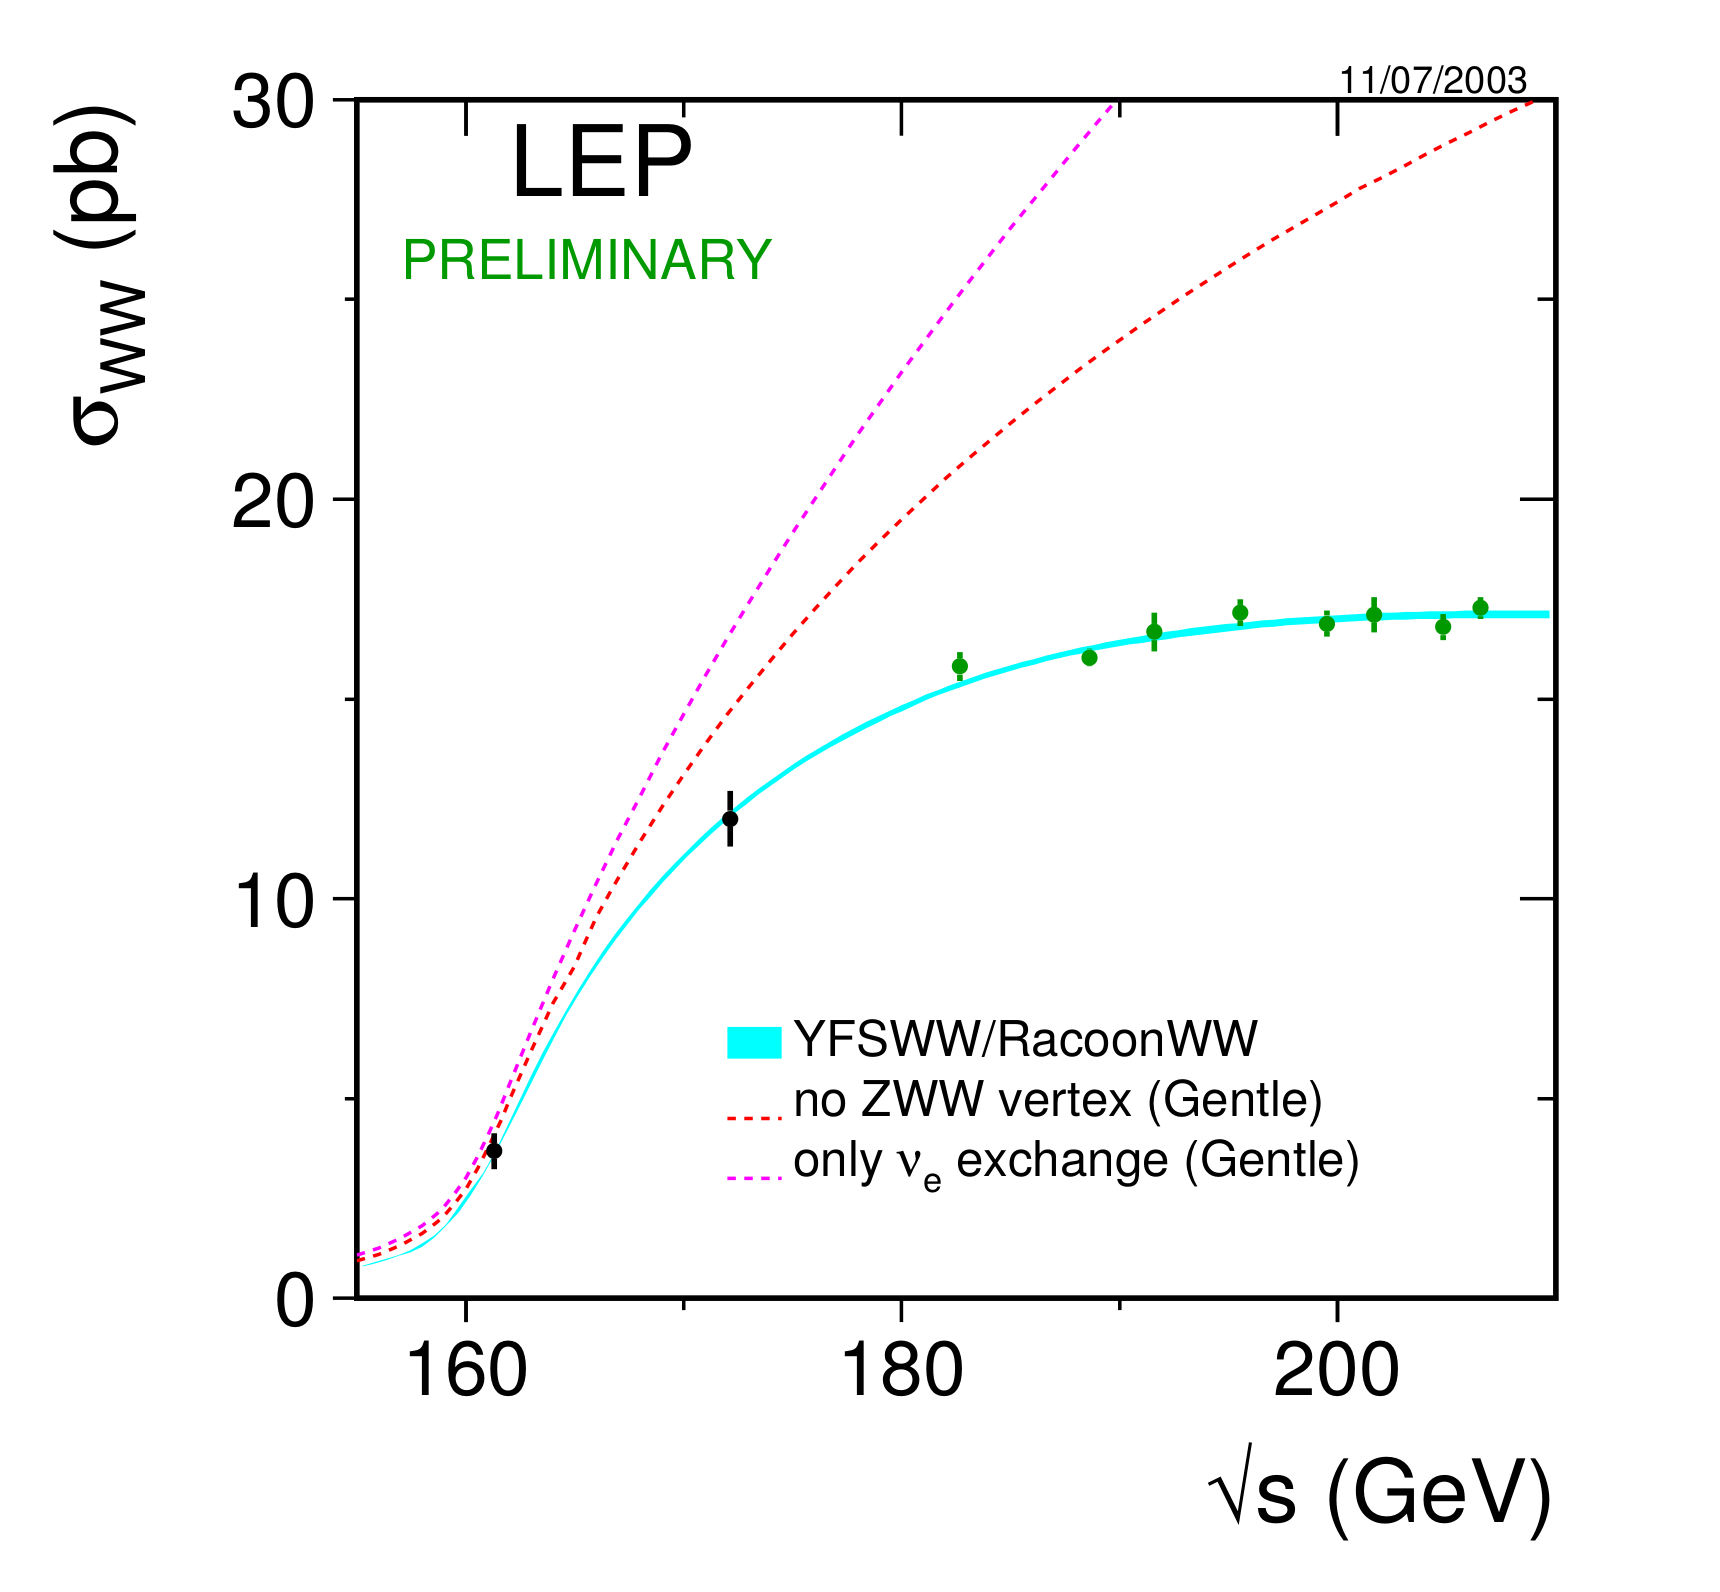 11/07/2003
30
LEP
PRELIMINARY
σWW (pb)
20
10
YFSWW/RacoonWW
no ZWW vertex (Gentle)
only νe exchange (Gentle)
0
160 180 200
√s (GeV)